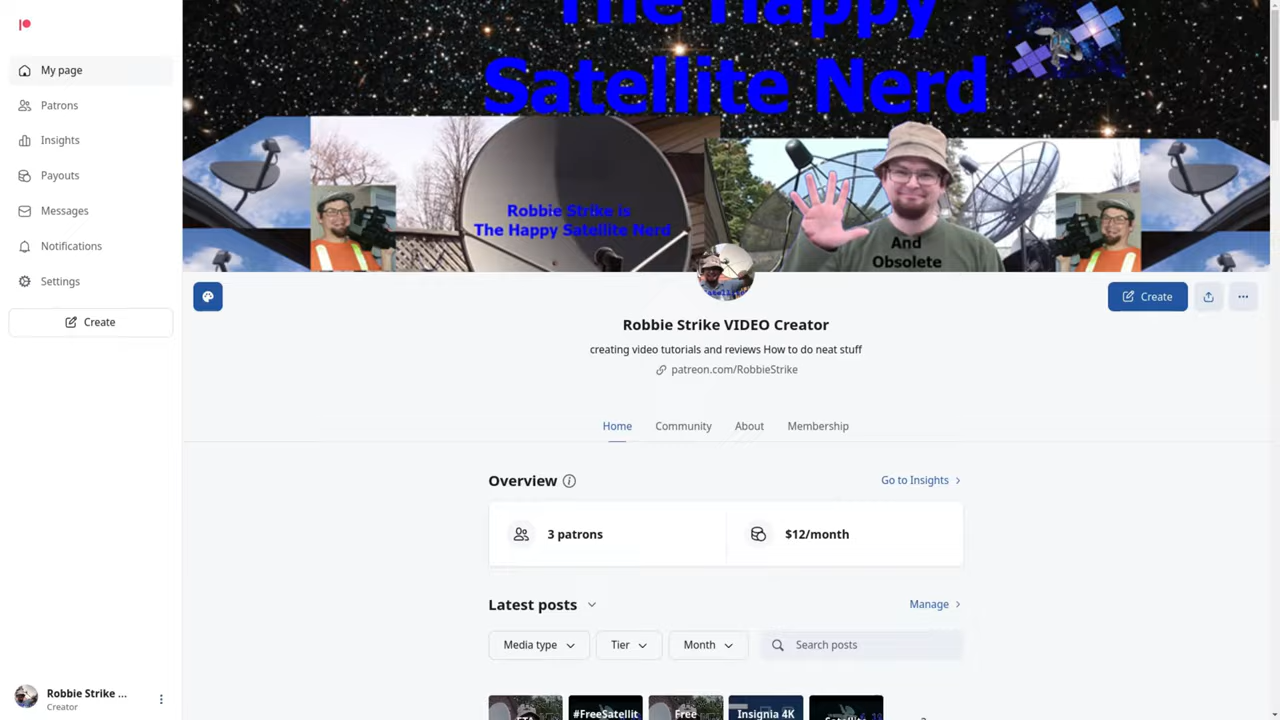 The Happy
Satellite Nerd
Robbie Strike is
The Happy Satellite Nerd
And
Obsolete
My page
Patrons
Insights
Payouts
Messages
Notifications
Settings
Create
Create
Robbie Strike VIDEO Creator
creating video tutorials and reviews How to do neat stuff
patreon.com/RobbieStrike
Home Community About Membership
Overview
Go to Insights
3 patrons
$12/month
Latest posts
Manage
Media type Tier Month Search posts
FTA #FreeSatellit Free Insignia 4K Satellite
Robbie Strike ...
Creator